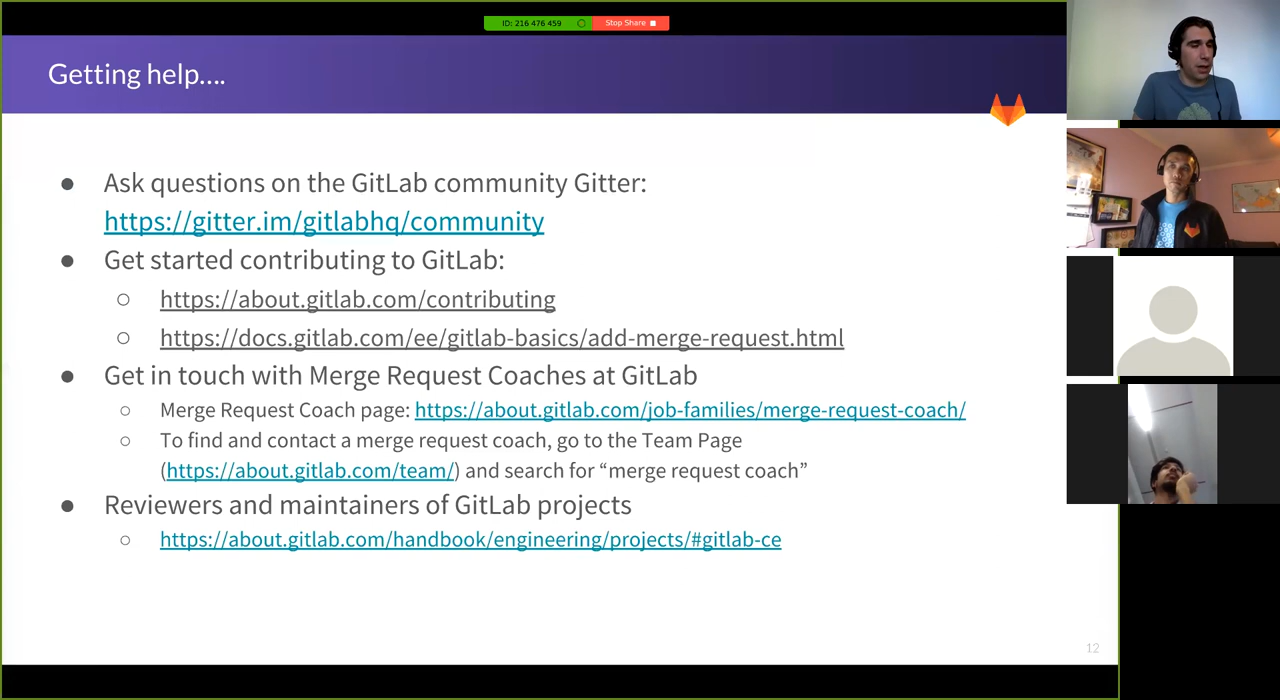 ID: 216 476 459 Stop Share
Getting help....
● Ask questions on the GitLab community Gitter:
https://gitter.im/gitlabhq/community
● Get started contributing to GitLab:
○ https://about.gitlab.com/contributing
○ https://docs.gitlab.com/ee/gitlab-basics/add-merge-request.html
● Get in touch with Merge Request Coaches at GitLab
○ Merge Request Coach page: https://about.gitlab.com/job-families/merge-request-coach/
○ To find and contact a merge request coach, go to the Team Page
(https://about.gitlab.com/team/) and search for “merge request coach”
● Reviewers and maintainers of GitLab projects
○ https://about.gitlab.com/handbook/engineering/projects/#gitlab-ce
12